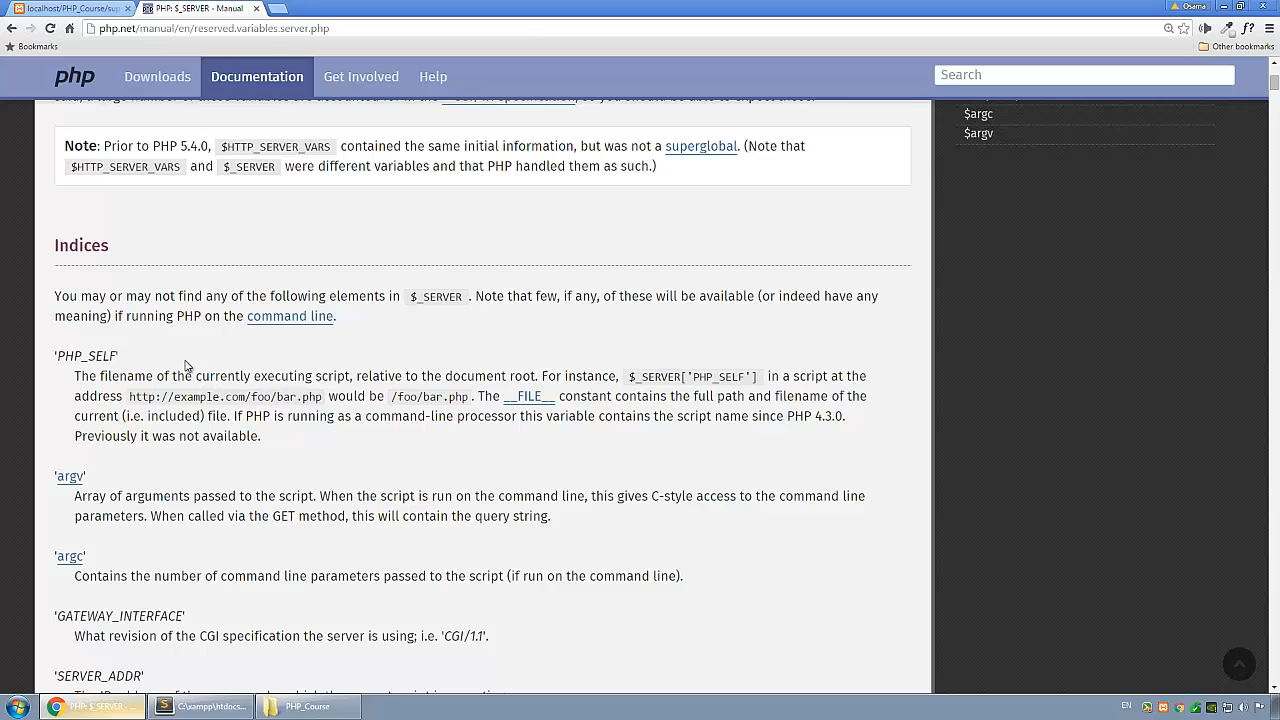 localhost/PHP_Course/sup
PHP: $_SERVER - Manual
Osama
php.net/manual/en/reserved.variables.server.php
Bookmarks
Other bookmarks
php
Downloads
Documentation
Get Involved
Help
Search
$argc
$argv
Note: Prior to PHP 5.4.0, $HTTP_SERVER_VARS contained the same initial information, but was not a superglobal. (Note that
$HTTP_SERVER_VARS and $_SERVER were different variables and that PHP handled them as such.)
Indices
You may or may not find any of the following elements in $_SERVER. Note that few, if any, of these will be available (or indeed have any
meaning) if running PHP on the command line.
'PHP_SELF'
The filename of the currently executing script, relative to the document root. For instance, $_SERVER['PHP_SELF'] in a script at the
address http://example.com/foo/bar.php would be /foo/bar.php. The __FILE__ constant contains the full path and filename of the
current (i.e. included) file. If PHP is running as a command-line processor this variable contains the script name since PHP 4.3.0.
Previously it was not available.
'argv'
Array of arguments passed to the script. When the script is run on the command line, this gives C-style access to the command line
parameters. When called via the GET method, this will contain the query string.
'argc'
Contains the number of command line parameters passed to the script (if run on the command line).
'GATEWAY_INTERFACE'
What revision of the CGI specification the server is using; i.e. 'CGI/1.1'.
'SERVER_ADDR'
PHP: $_SERVER ...
C:\xampp\htdocs...
PHP_Course
EN